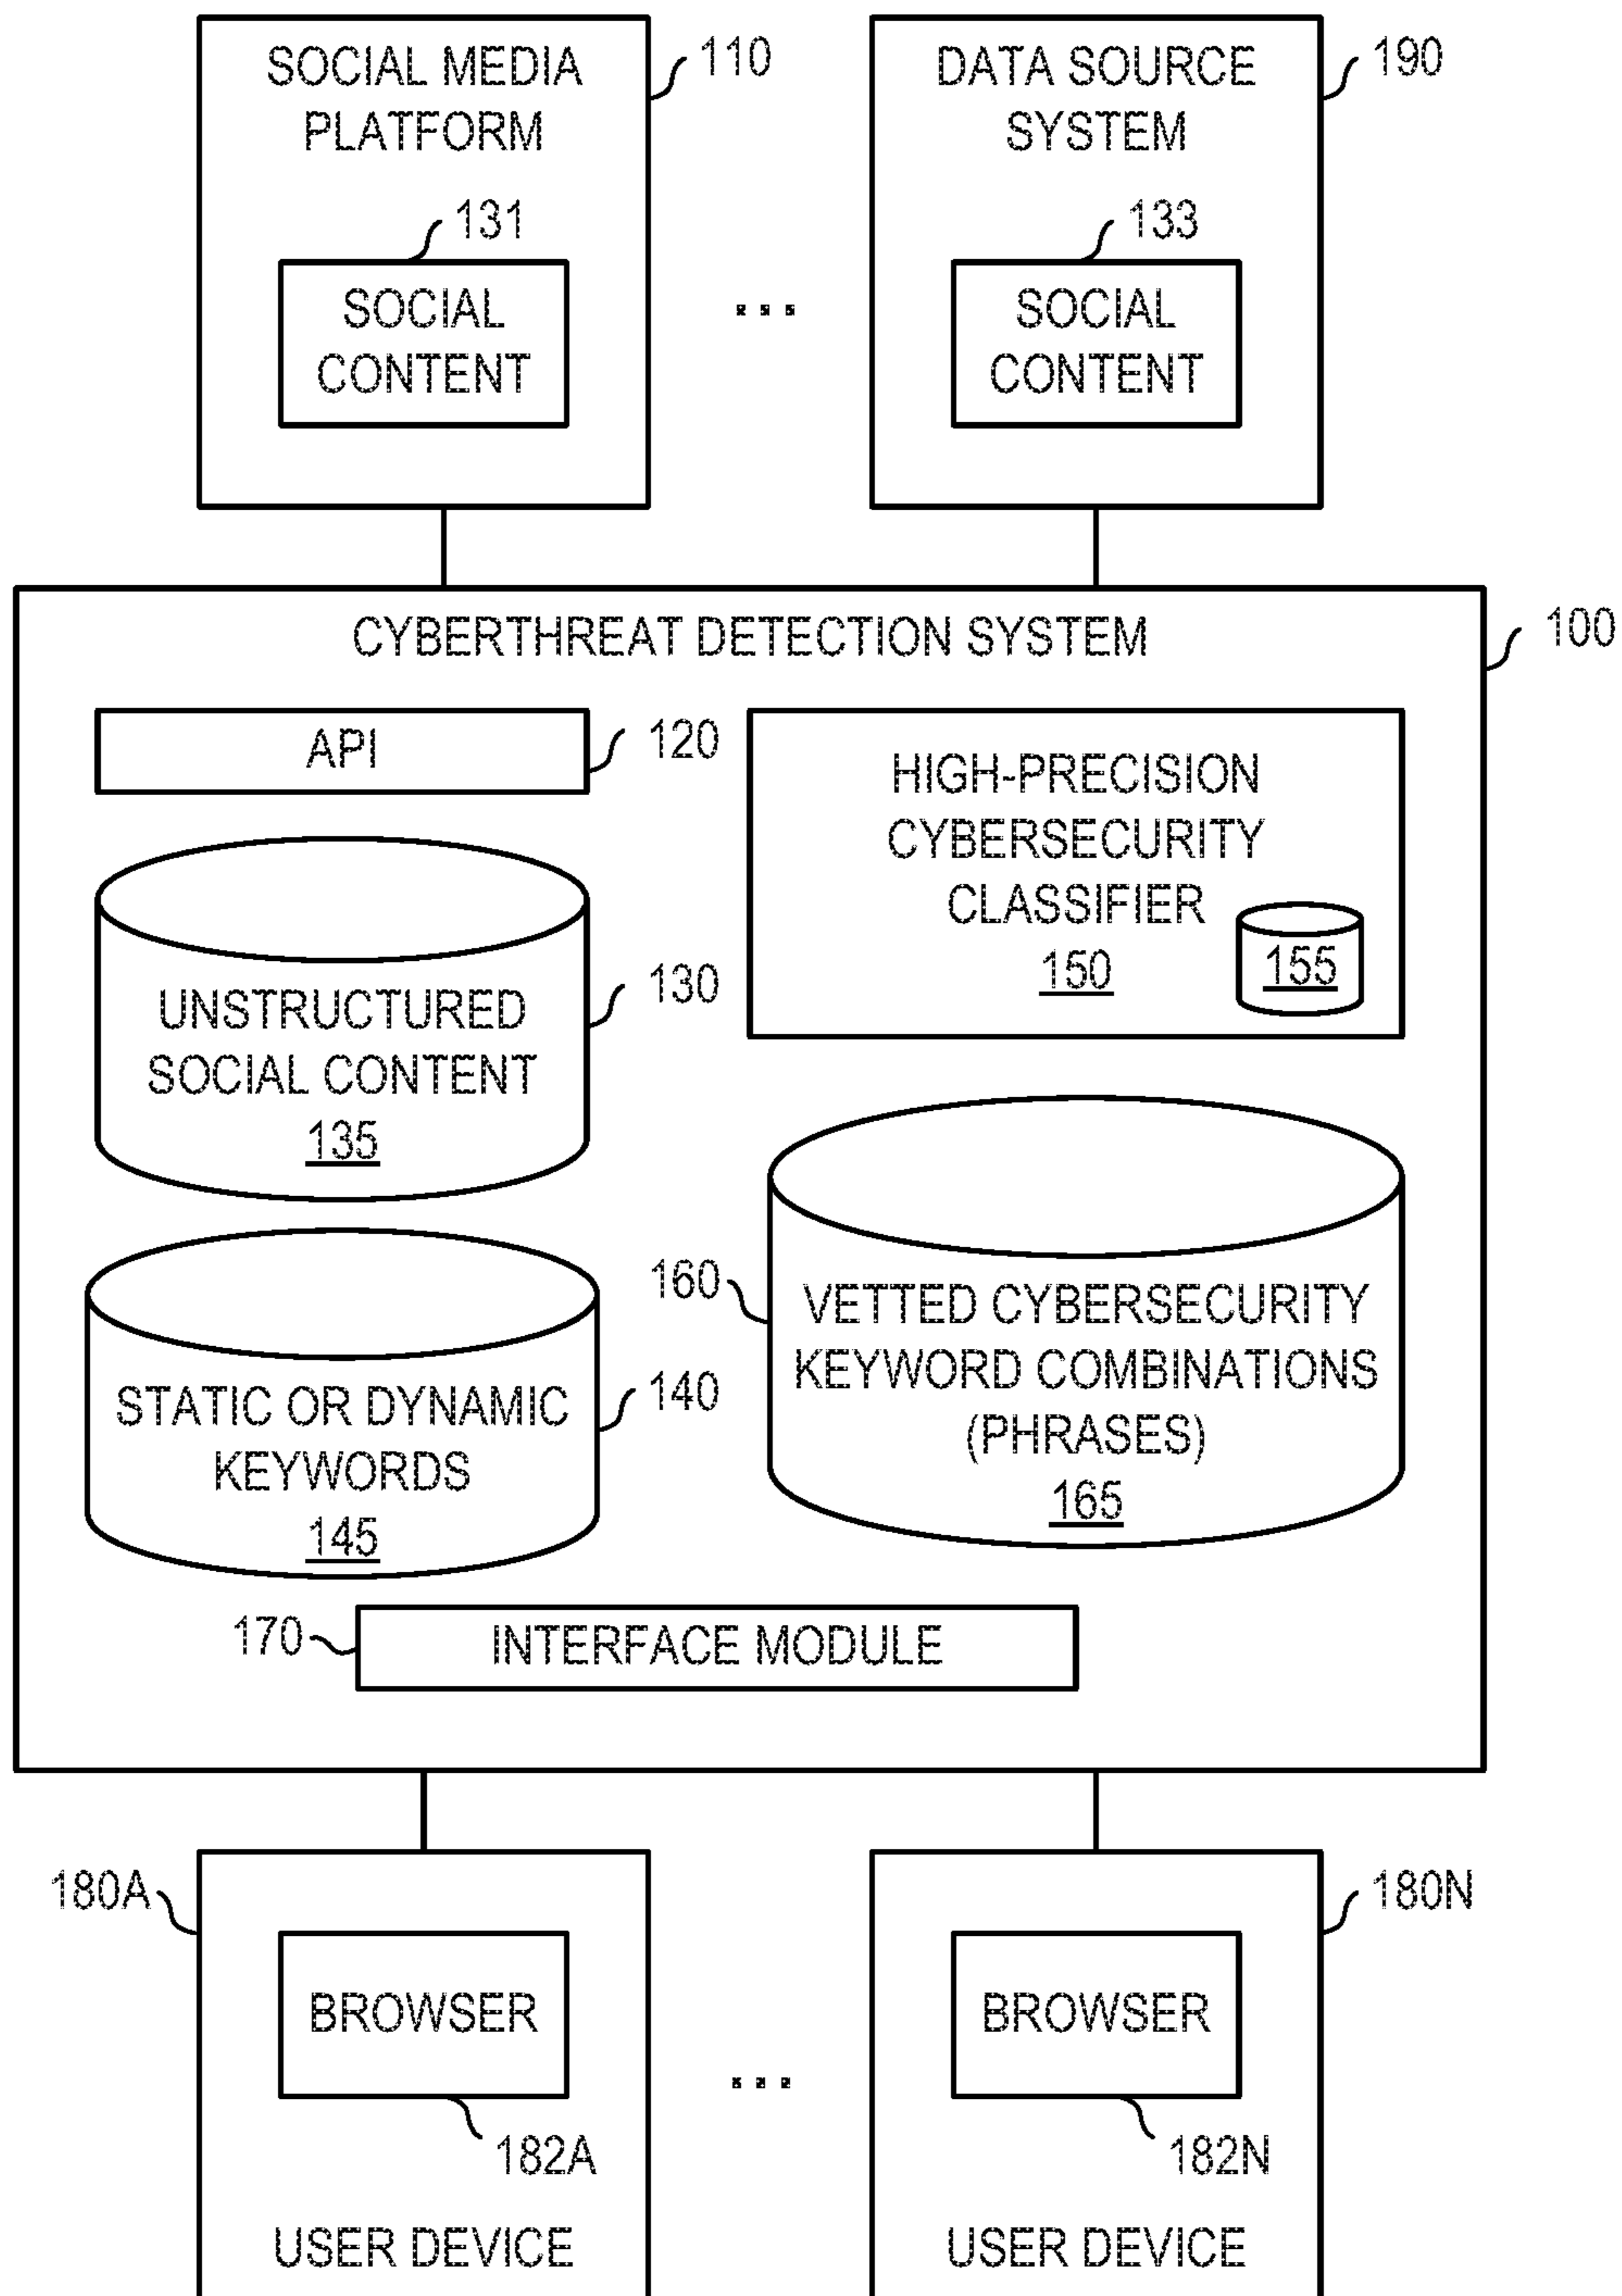 SOCIAL MEDIA
PLATFORM
110
131
SOCIAL
CONTENT
...
DATA SOURCE
SYSTEM
190
133
SOCIAL
CONTENT
CYBERTHREAT DETECTION SYSTEM
100
API
120
HIGH-PRECISION
CYBERSECURITY
CLASSIFIER
150
155
UNSTRUCTURED
SOCIAL CONTENT
135
130
STATIC OR DYNAMIC
KEYWORDS
145
140
160
VETTED CYBERSECURITY
KEYWORD COMBINATIONS
(PHRASES)
165
170
INTERFACE MODULE
180A
BROWSER
182A
USER DEVICE
...
180N
BROWSER
182N
USER DEVICE